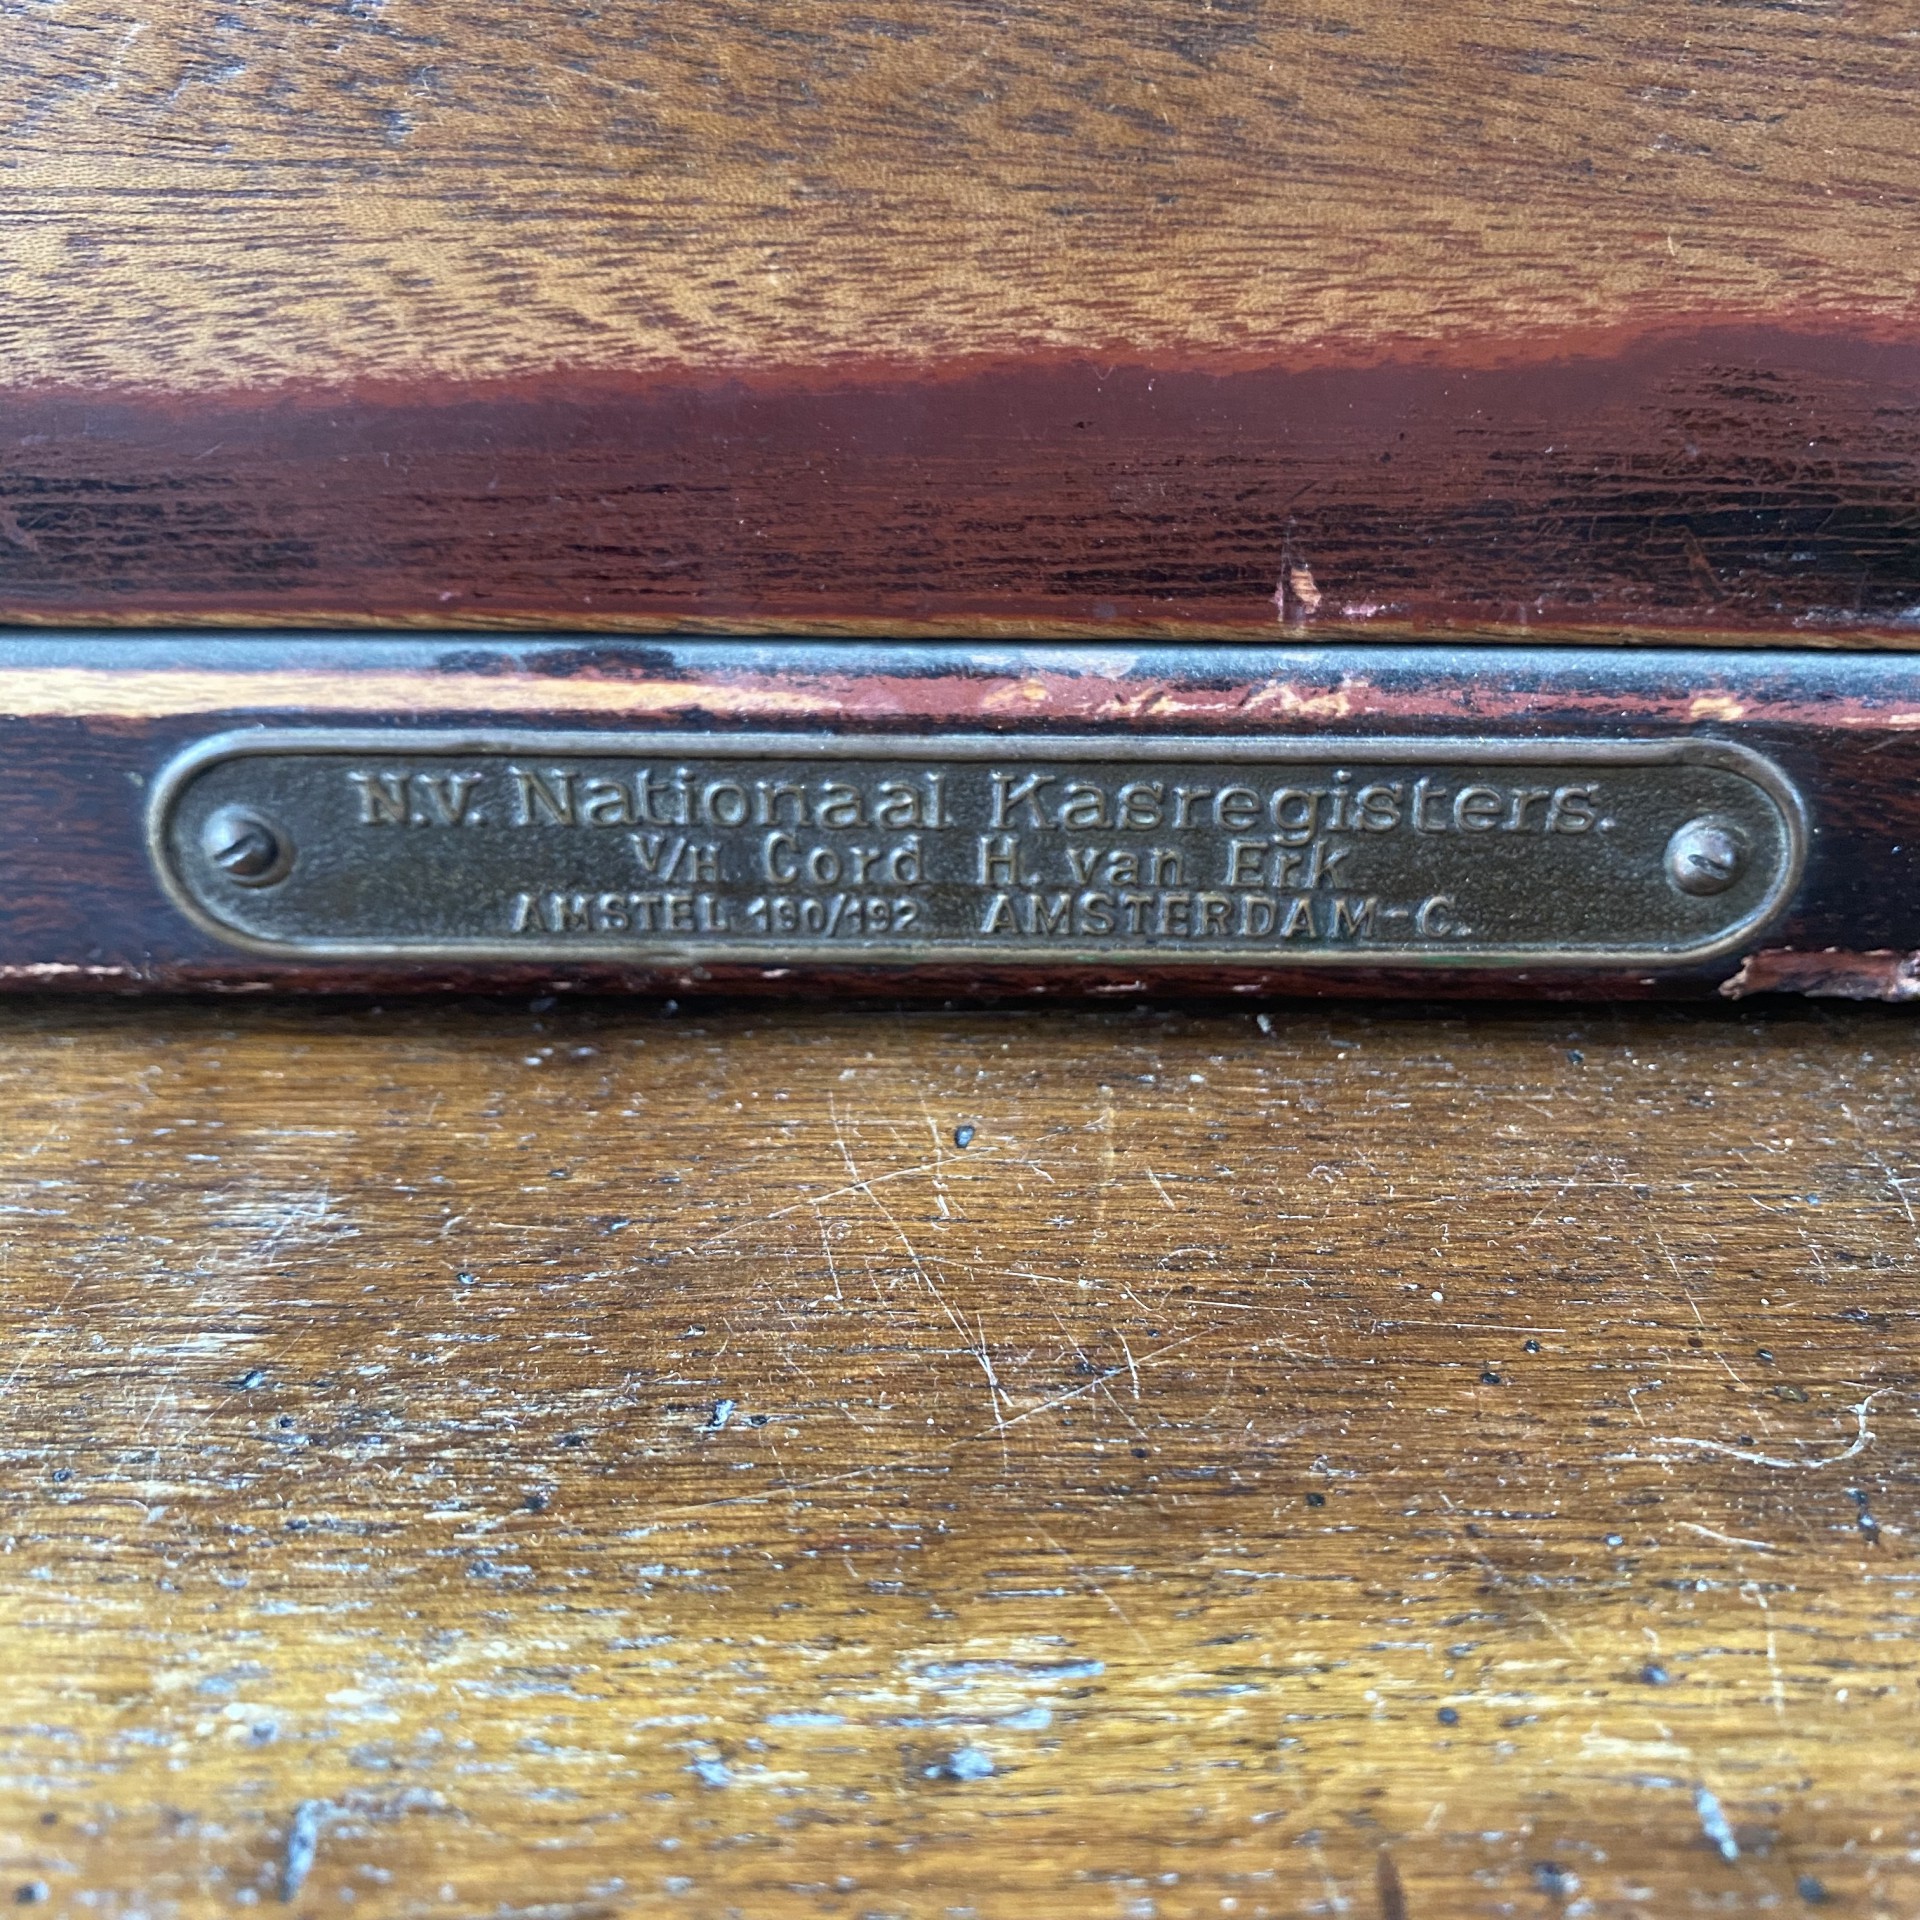 N.V. Nationaal Kasregisters.
V/H Cord H. van Erk
AMSTEL 190/192 AMSTERDAM-C.